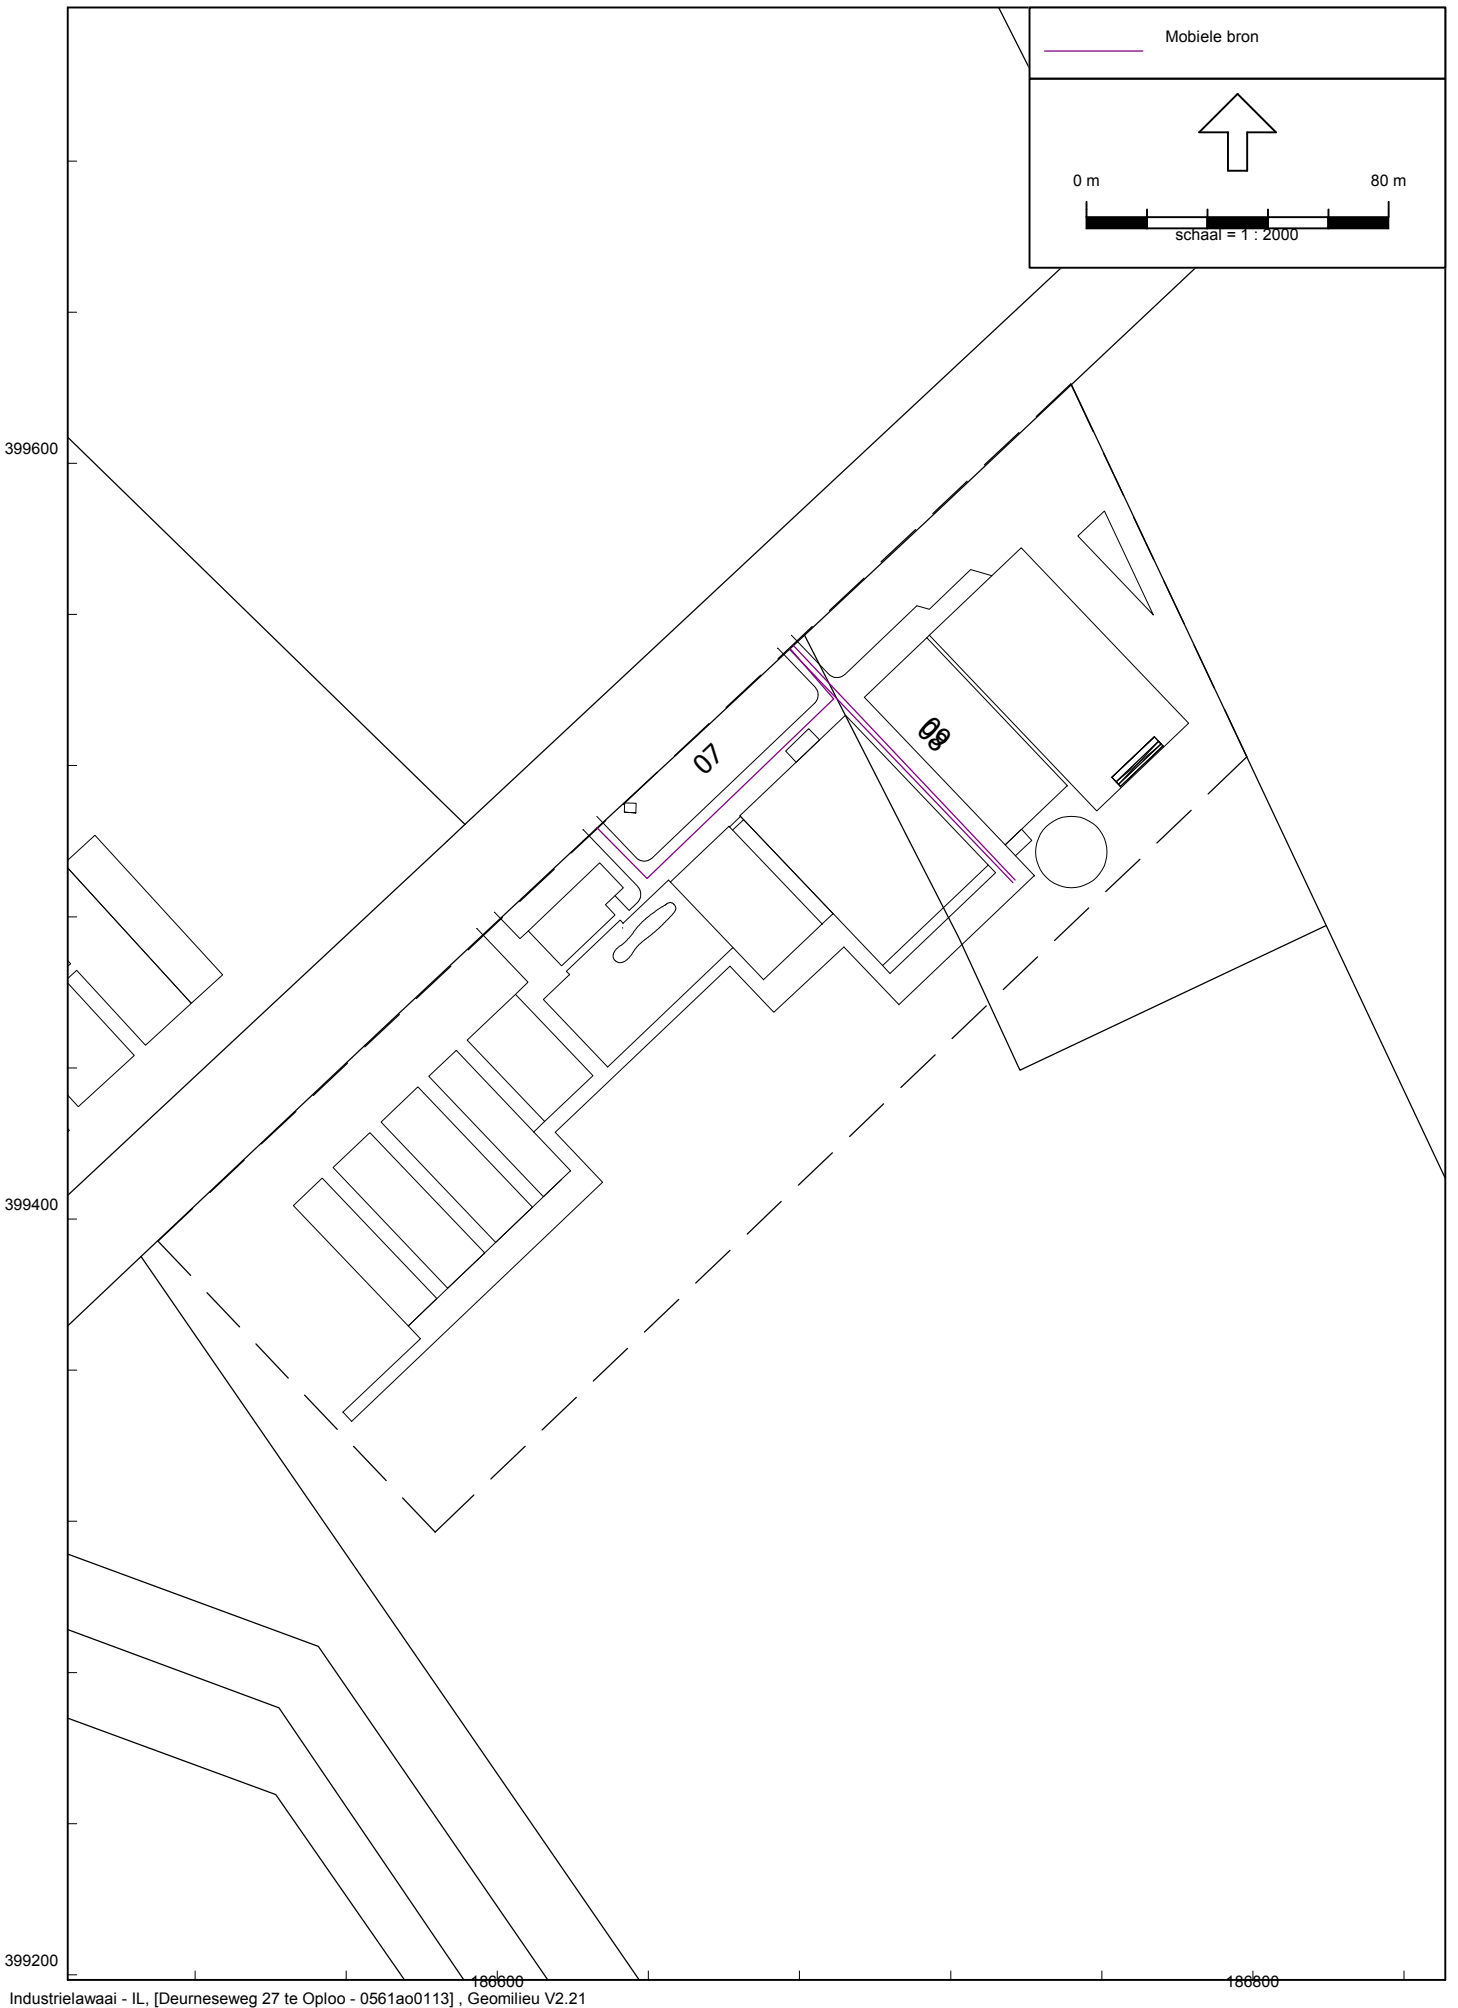 Mobiele bron
0 m 80 m
schaal = 1 : 2000
399600
07
399400
399200
186600 186800
Industrielawaai - IL, [Deurneseweg 27 te Oploo - 0561ao0113] , Geomilieu V2.21